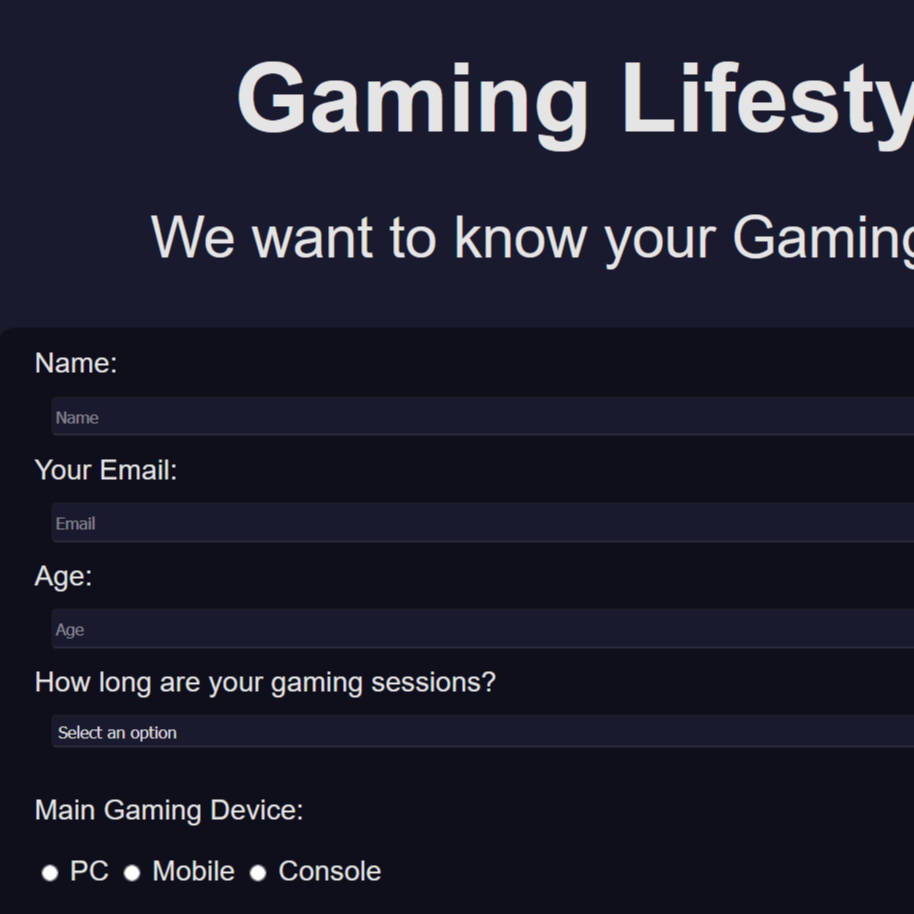 Gaming Lifesty
We want to know your Gaming
Name:
Name
Your Email:
Email
Age:
Age
How long are your gaming sessions?
Select an option
Main Gaming Device:
PC Mobile Console